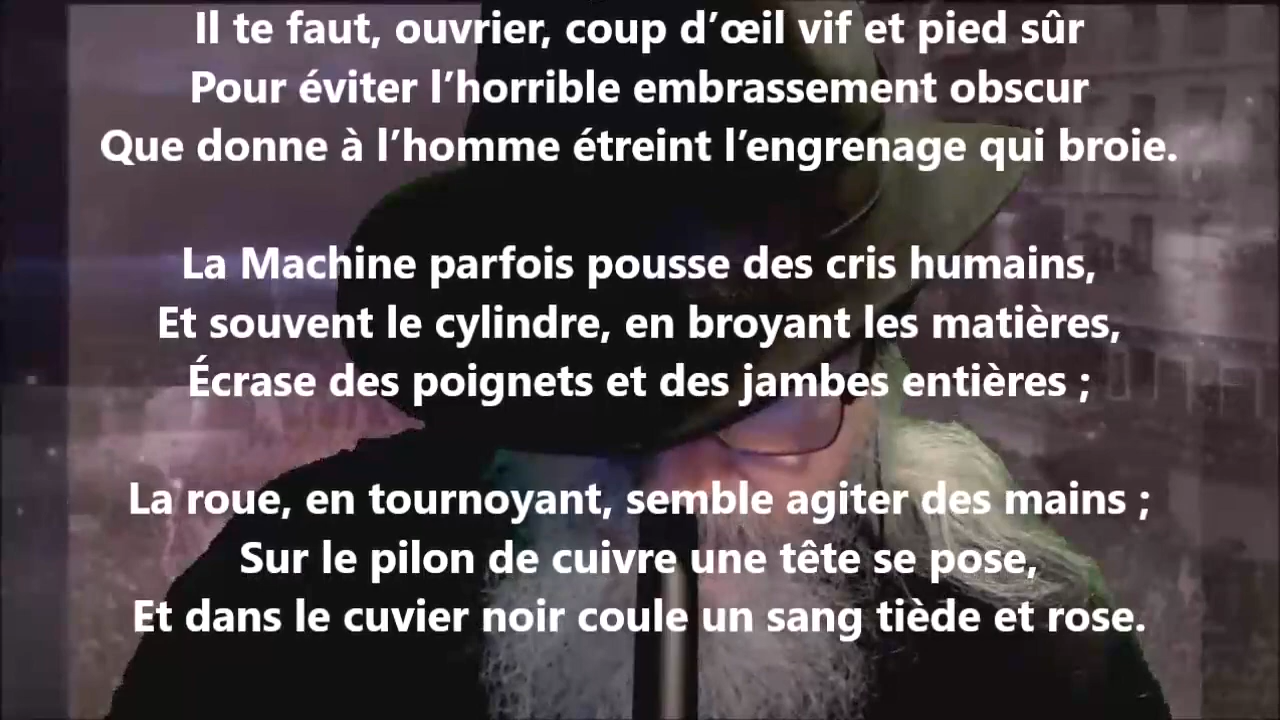 Il te faut, ouvrier, coup d’œil vif et pied sûr
Pour éviter l’horrible embrassement obscur
Que donne à l’homme étreint l’engrenage qui broie.
La Machine parfois pousse des cris humains,
Et souvent le cylindre, en broyant les matières,
Écrase des poignets et des jambes entières ;
La roue, en tournoyant, semble agiter des mains ;
Sur le pilon de cuivre une tête se pose,
Et dans le cuvier noir coule un sang tiède et rose.